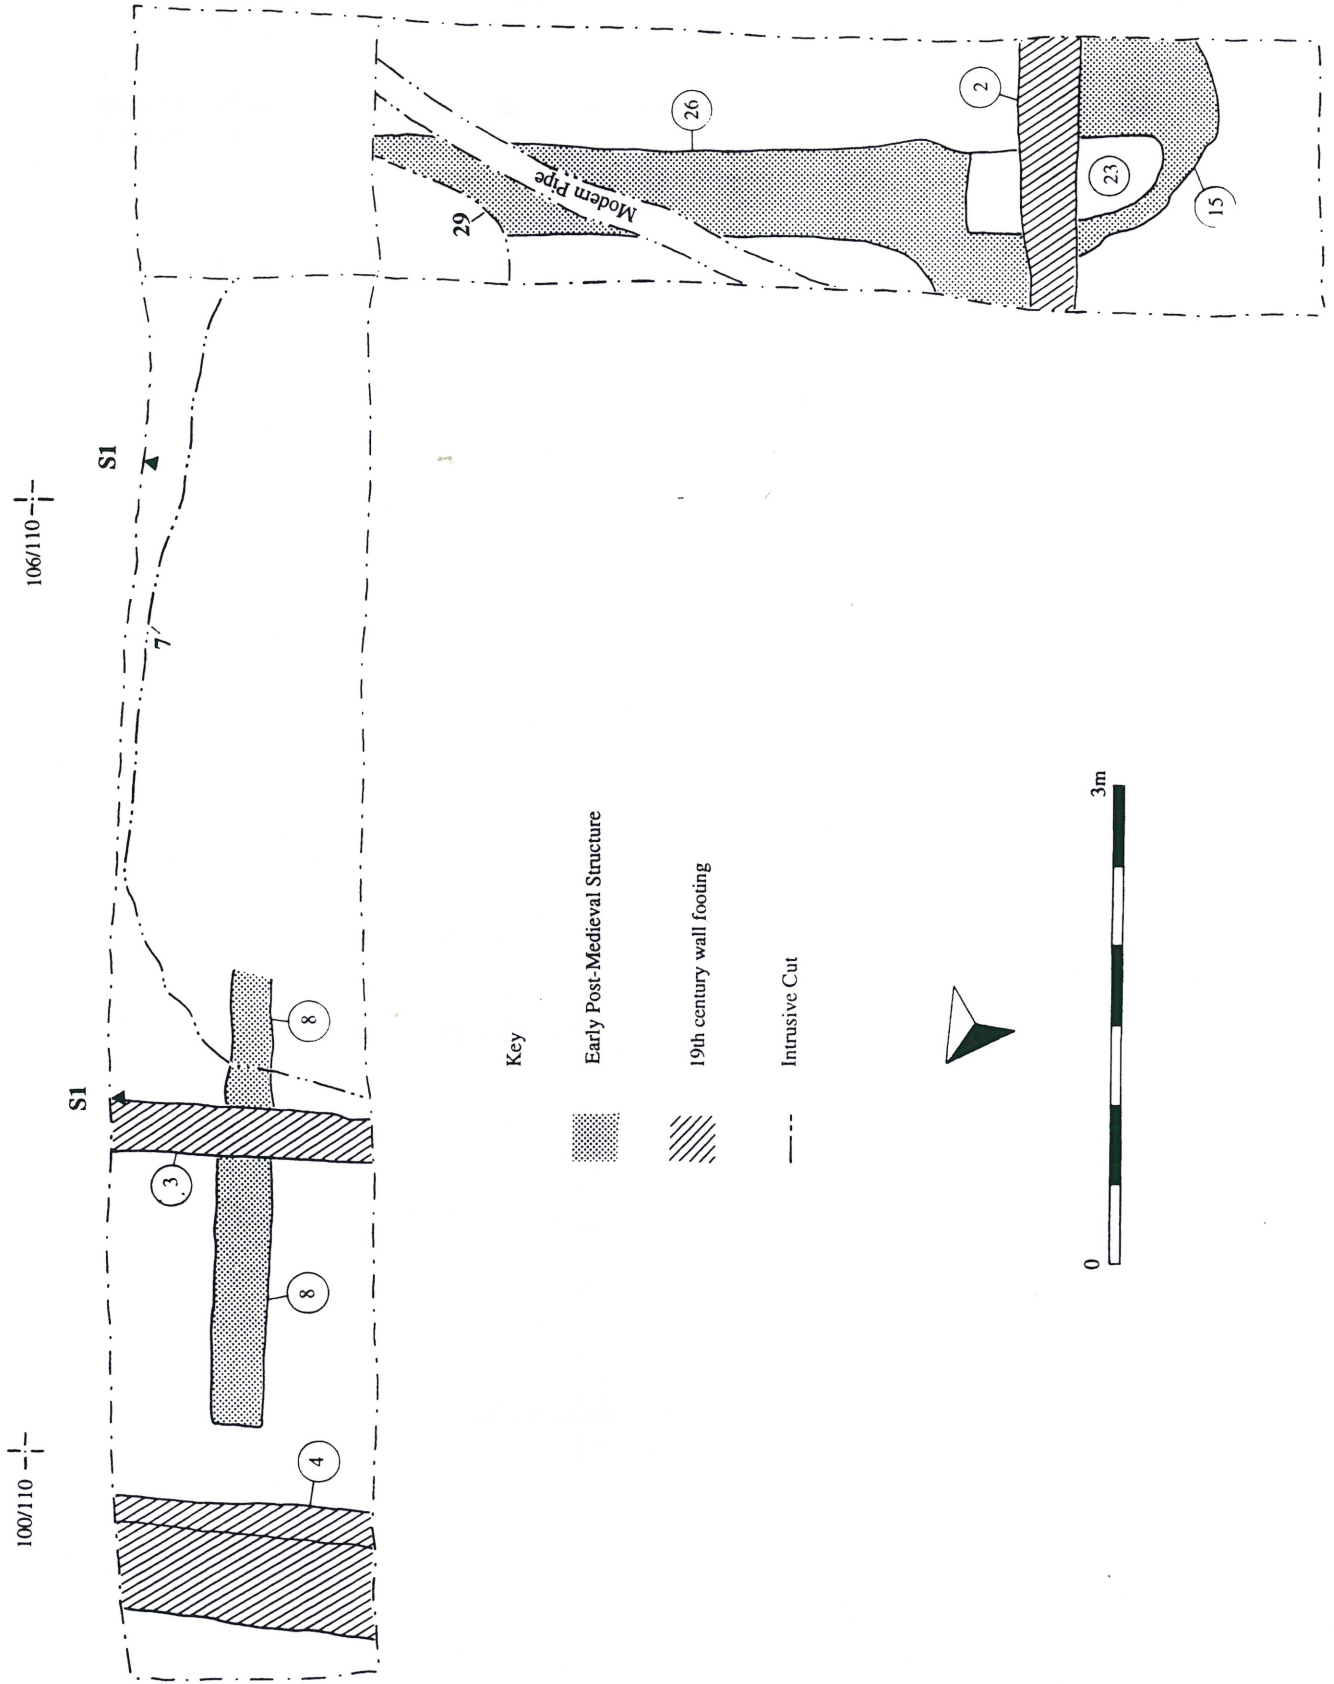 100/110
106/110
S1
S1
4
3
8
8
7
29
Modern Pipe
26
2
23
15
Key
Early Post-Medieval Structure
19th century wall footing
Intrusive Cut
0
3m